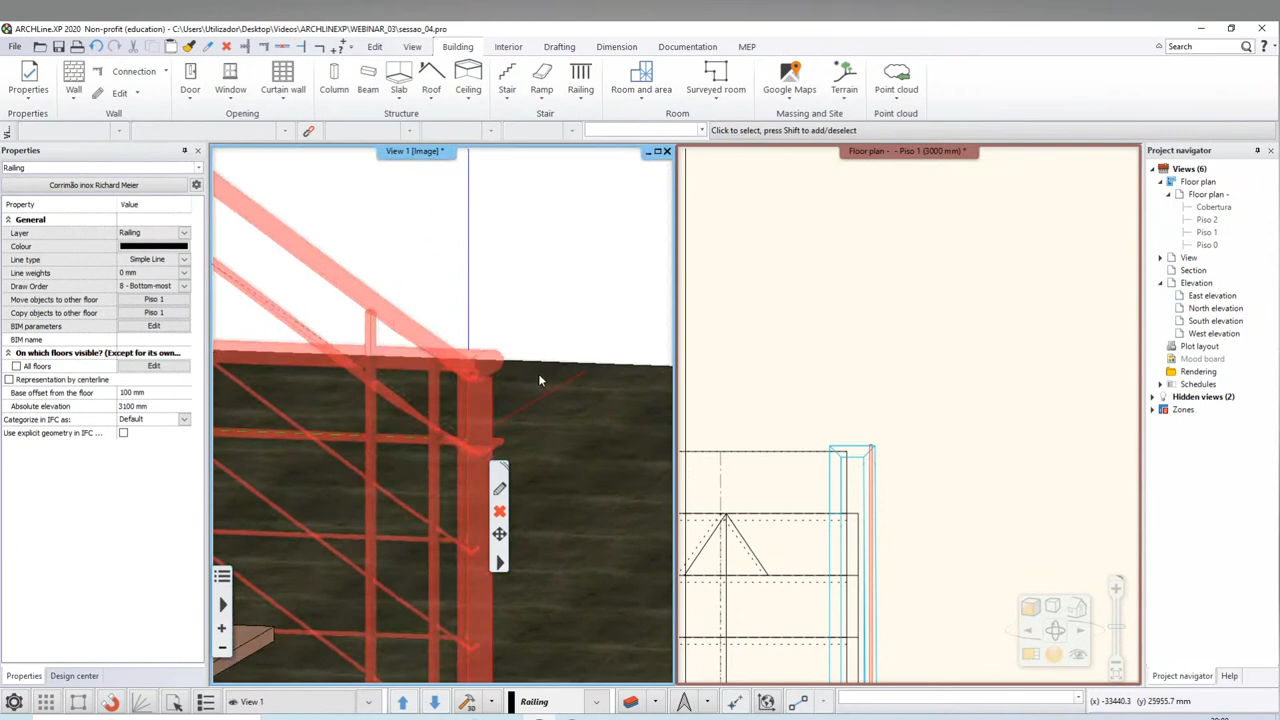 ARCHLine.XP 2020 Non-profit (education) - C:\Users\Utilizador\Desktop\Videos\ARCHLINEXP\WEBINAR_03\sessao_04.pro
File Edit View Building Interior Drafting Dimension Documentation MEP Search
Properties Wall Connection Edit Door Window Curtain wall Column Beam Slab Roof Ceiling Stair Ramp Railing Room and area Surveyed room Google Maps Terrain Point cloud
Properties Wall Opening Structure Stair Room Massing and Site Point cloud
Click to select, press Shift to add/deselect
Properties
Railing
Corrimão inox Richard Meier
Property Value
General
Layer Railing
Colour
Line type Simple Line
Line weights 0 mm
Draw Order 8 - Bottom-most
Move objects to other floor Piso 1
Copy objects to other floor Piso 1
BIM parameters Edit
BIM name
On which floors visible? (Except for its own...
All floors Edit
Representation by centerline
Base offset from the floor 100 mm
Absolute elevation 3100 mm
Categorize in IFC as: Default
Use explicit geometry in IFC ...
Properties Design center
View 1 [Image] *
Floor plan - - Piso 1 (3000 mm) *
Project navigator
Views (6)
Floor plan
Floor plan -
Cobertura
Piso 2
Piso 1
Piso 0
View
Section
Elevation
East elevation
North elevation
South elevation
West elevation
Plot layout
Mood board
Rendering
Schedules
Hidden views (2)
Zones
Project navigator Help
View 1
3D
Railing
(x) -33440.3 (y) 25955.7 mm